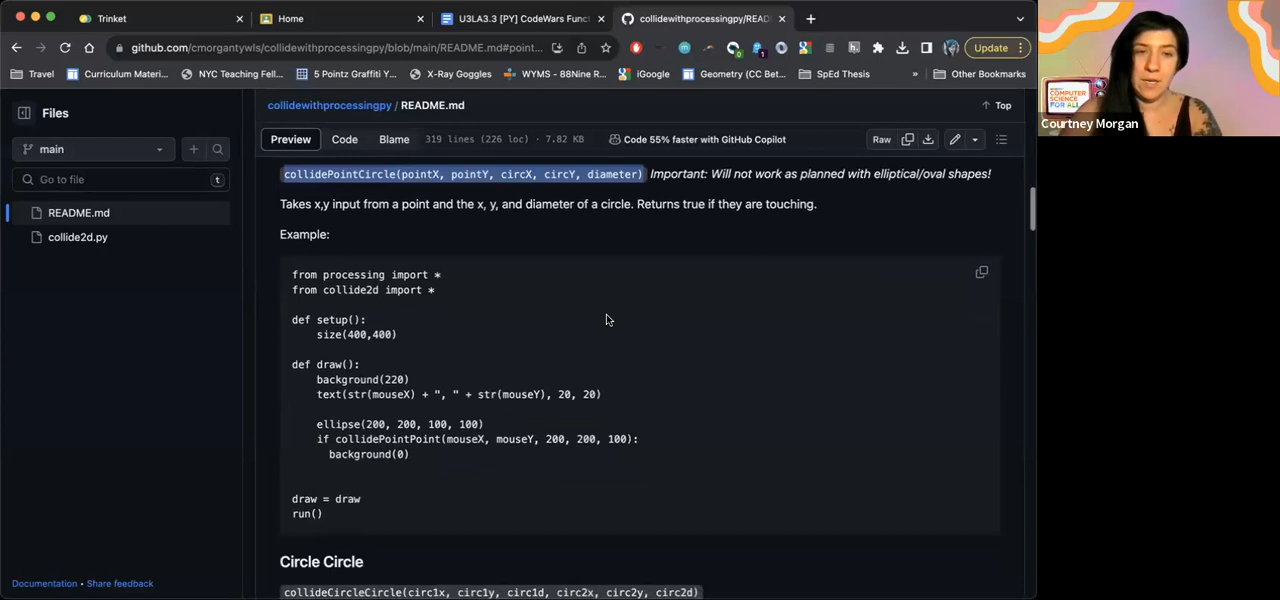 Trinket
Home
U3LA3.3 [PY] CodeWars Func
collidewithprocessingpy/READ
github.com/cmorgantywls/collidewithprocessingpy/blob/main/README.md#point...
Update
Travel
Curriculum Materi...
NYC Teaching Fell...
5 Pointz Graffiti Y...
X-Ray Goggles
WYMS - 88Nine R...
iGoogle
Geometry (CC Bet...
SpEd Thesis
»
Other Bookmarks
COMPUTER
SCIENCE
FOR ALL
Courtney Morgan
Files
main
Go to file
t
README.md
collide2d.py
Documentation • Share feedback
collidewithprocessingpy / README.md
Top
Preview
Code
Blame
319 lines (226 loc) · 7.82 KB
Code 55% faster with GitHub Copilot
Raw
collidePointCircle(pointX, pointY, circX, circY, diameter) Important: Will not work as planned with elliptical/oval shapes!
Takes x,y input from a point and the x, y, and diameter of a circle. Returns true if they are touching.
Example:
from processing import *
from collide2d import *
def setup():
size(400,400)
def draw():
background(220)
text(str(mouseX) + ", " + str(mouseY), 20, 20)
ellipse(200, 200, 100, 100)
if collidePointPoint(mouseX, mouseY, 200, 200, 100):
background(0)
draw = draw
run()
Circle Circle
collideCircleCircle(circ1x, circ1y, circ1d, circ2x, circ2y, circ2d)